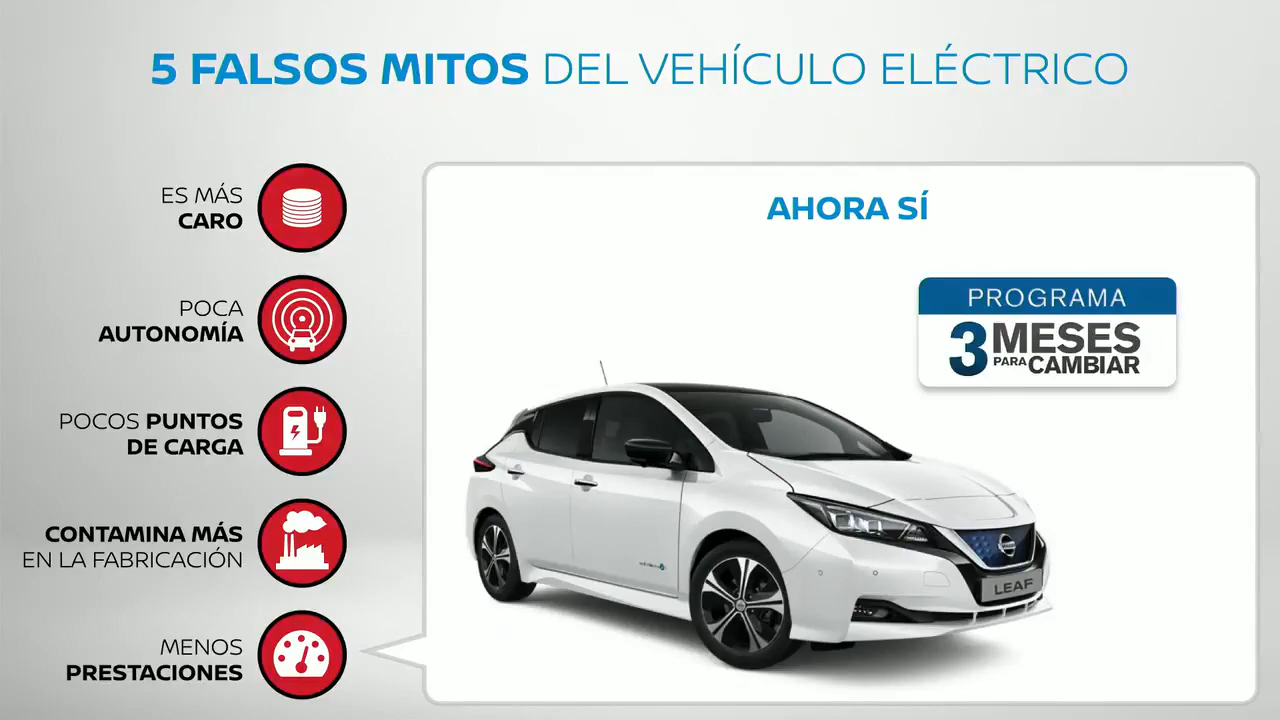 5 FALSOS MITOS DEL VEHÍCULO ELÉCTRICO
ES MÁS
CARO
POCA
AUTONOMÍA
POCOS PUNTOS
DE CARGA
CONTAMINA MÁS
EN LA FABRICACIÓN
MENOS
PRESTACIONES
AHORA SÍ
PROGRAMA
3 MESES
PARA CAMBIAR
LEAF